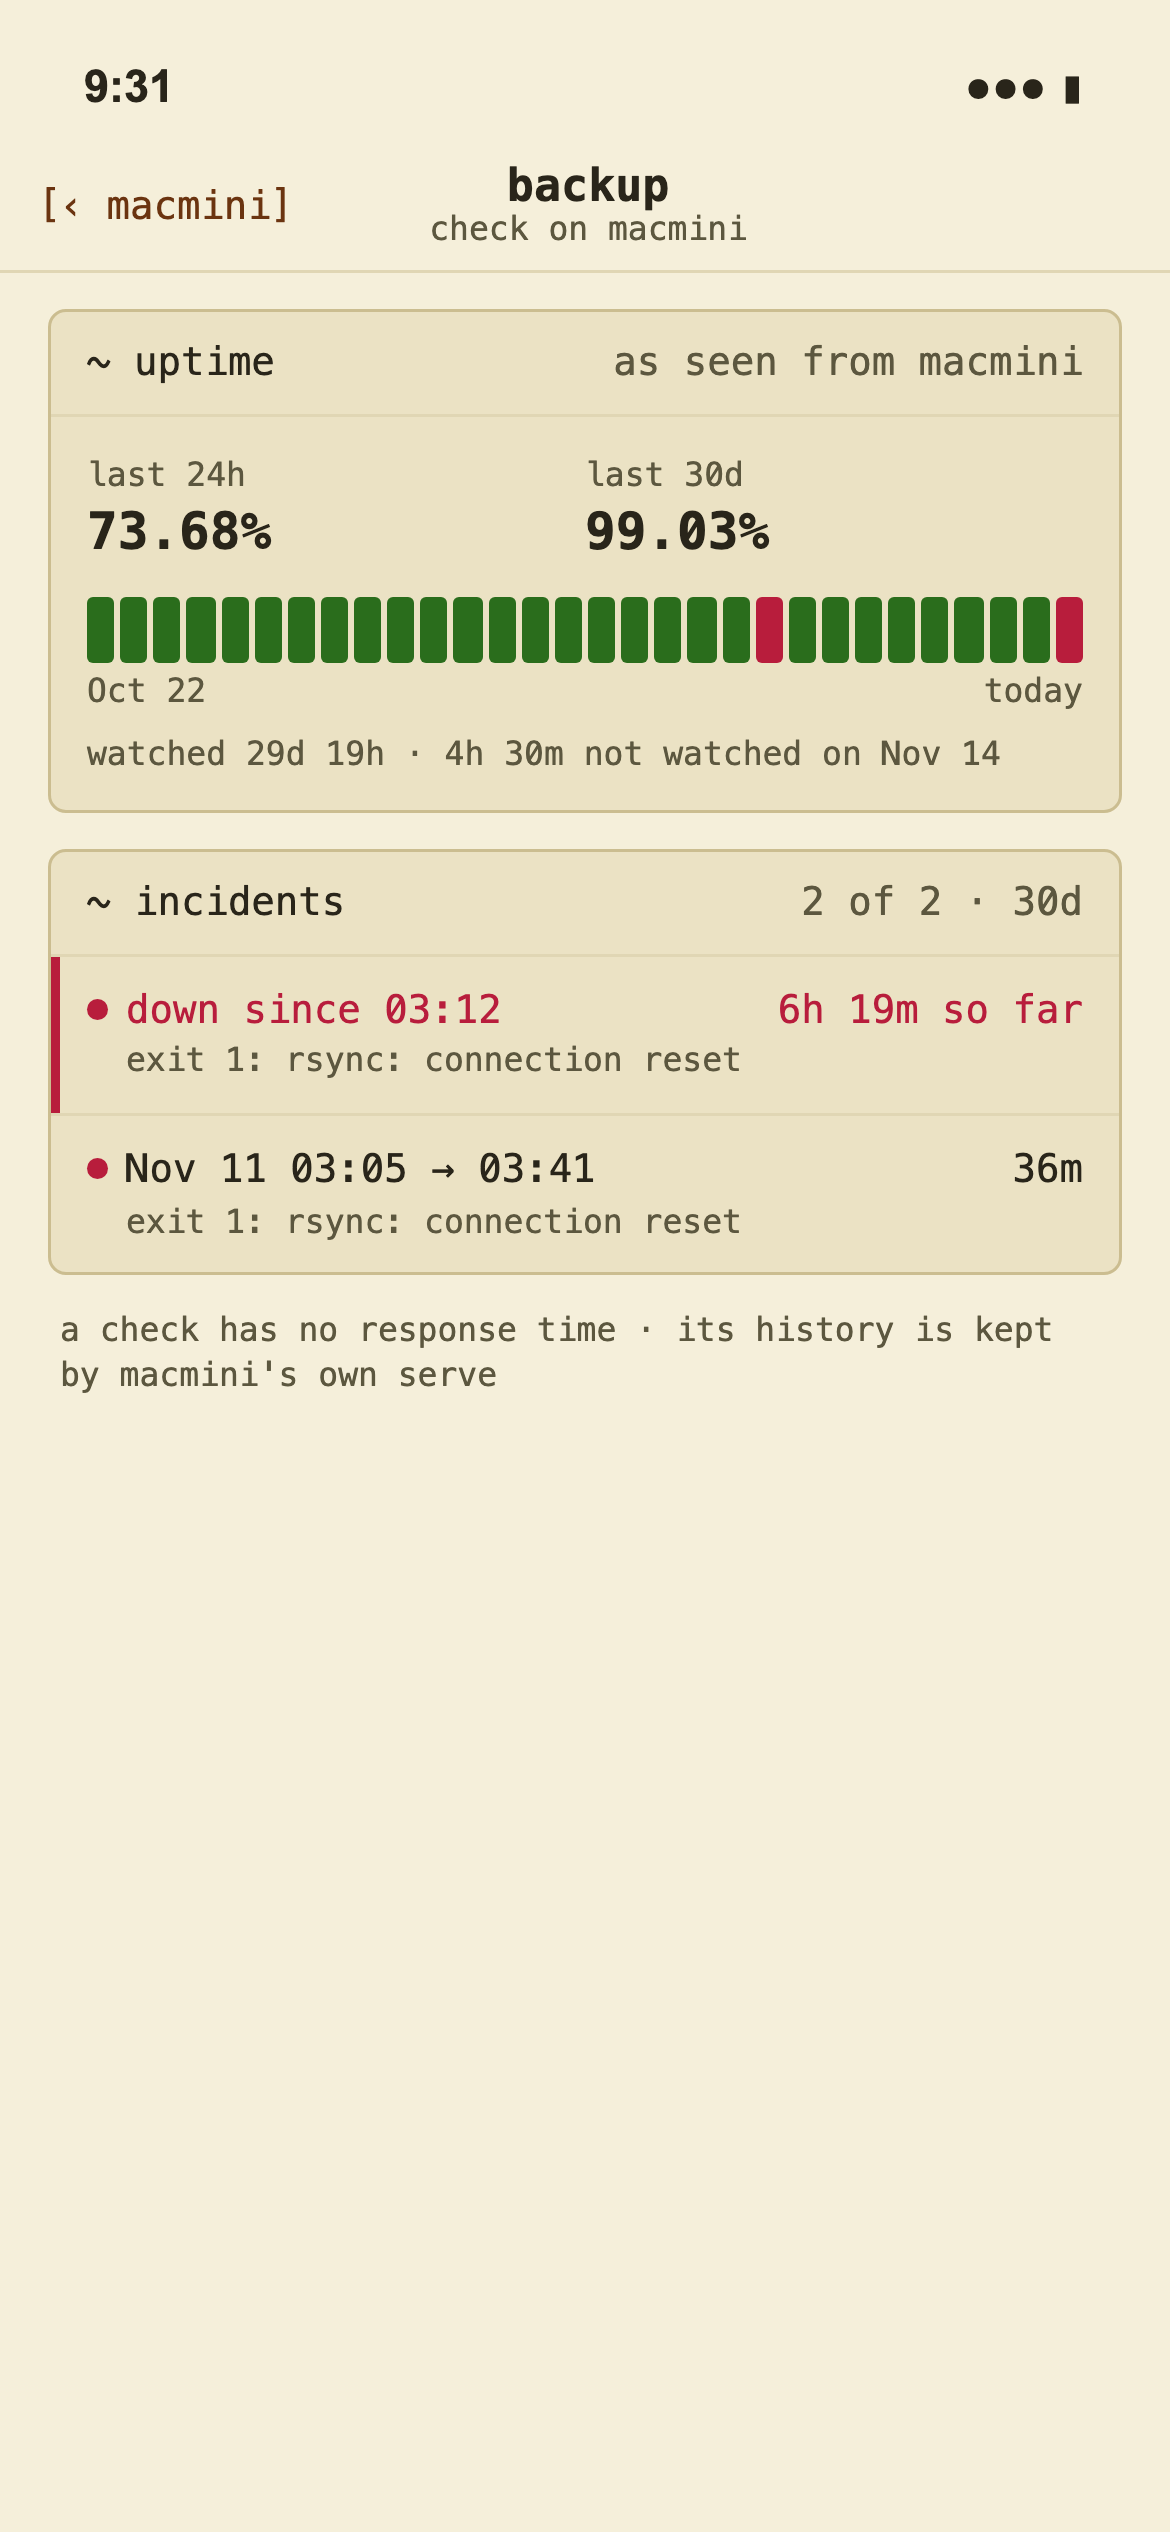 9:31
[‹ macmini]
backup
check on macmini
~ uptime as seen from macmini
last 24h last 30d
73.68% 99.03%
Oct 22 today
watched 29d 19h · 4h 30m not watched on Nov 14
~ incidents 2 of 2 · 30d
down since 03:12 6h 19m so far
exit 1: rsync: connection reset
Nov 11 03:05 → 03:41 36m
exit 1: rsync: connection reset
a check has no response time · its history is kept
by macmini's own serve